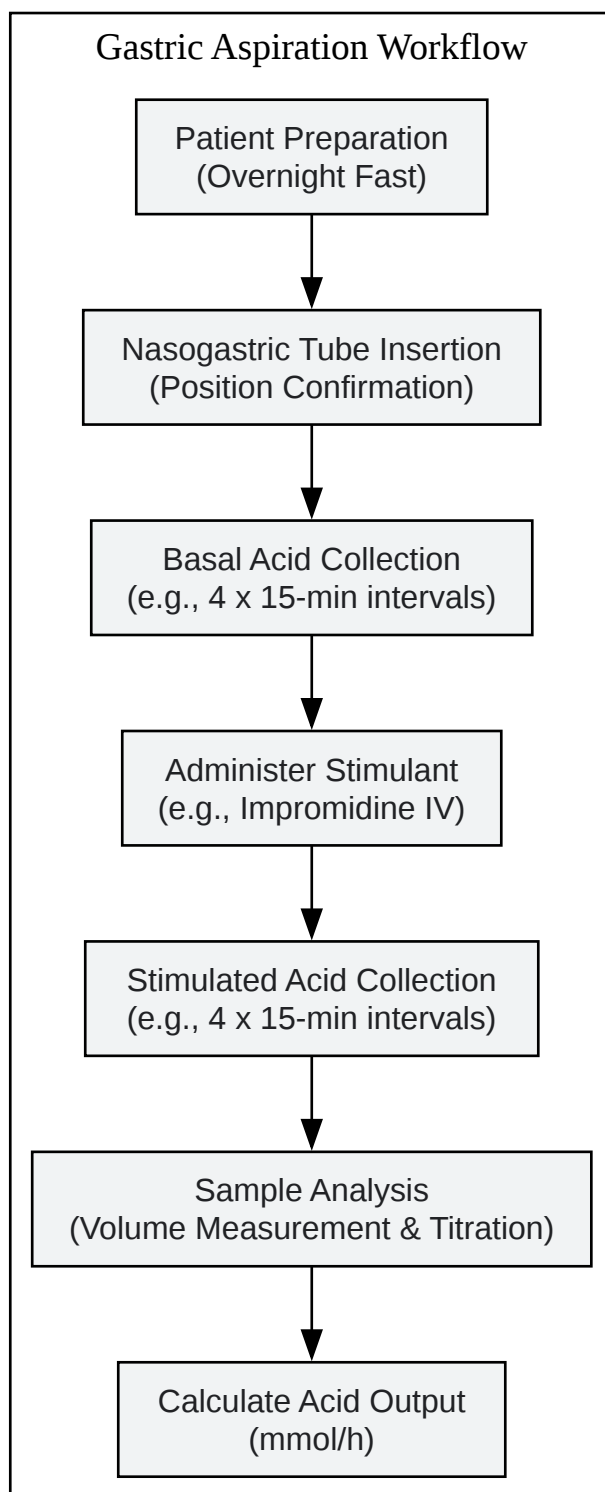 Gastric Aspiration Workflow
Patient Preparation
(Overnight Fast)
Nasogastric Tube Insertion
(Position Confirmation)
Basal Acid Collection
(e.g., 4 x 15-min intervals)
Administer Stimulant
(e.g., Impromidine IV)
Stimulated Acid Collection
(e.g., 4 x 15-min intervals)
Sample Analysis
(Volume Measurement & Titration)
Calculate Acid Output
(mmol/h)